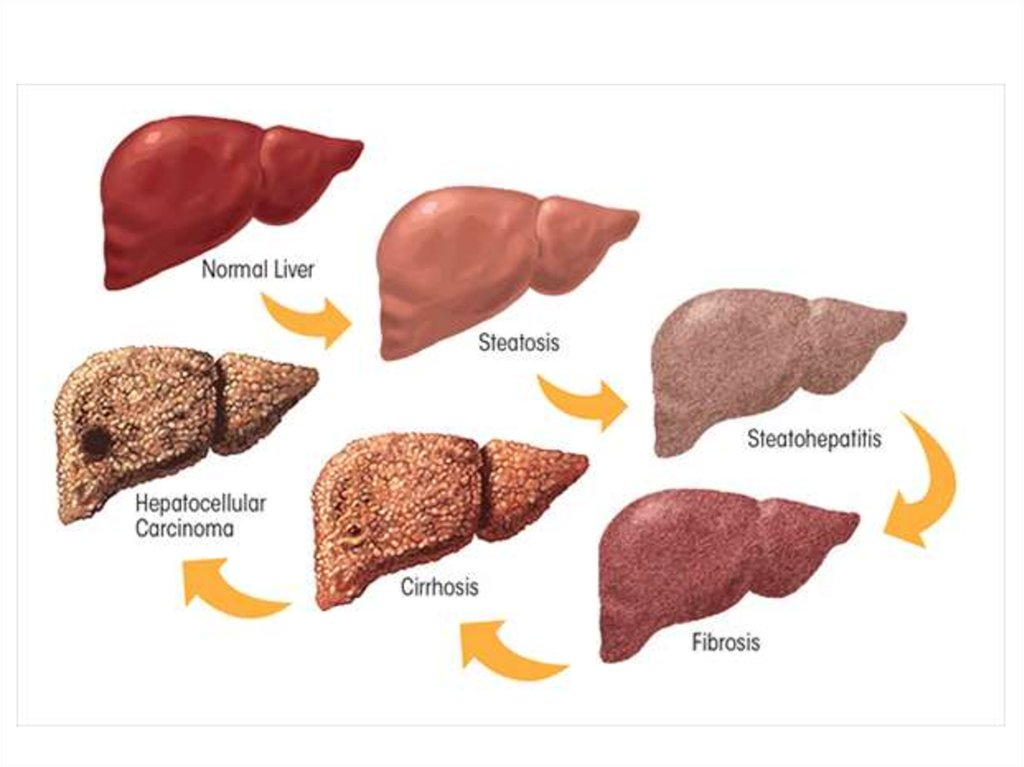 Normal Liver
Steatosis
Steatohepatitis
Fibrosis
Cirrhosis
Hepatocellular
Carcinoma